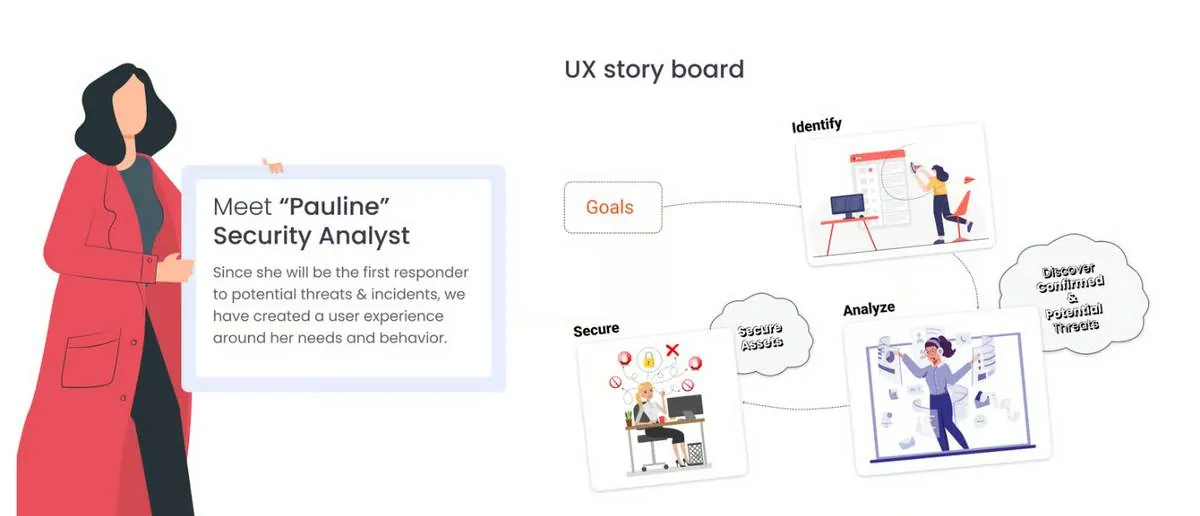 Meet “Pauline”
Security Analyst
Since she will be the first responder
to potential threats & incidents, we
have created a user experience
around her needs and behavior.
UX story board
Goals
Identify
Discover
Confirmed
&
Potential
Threats
Analyze
Secure
Secure
Assets